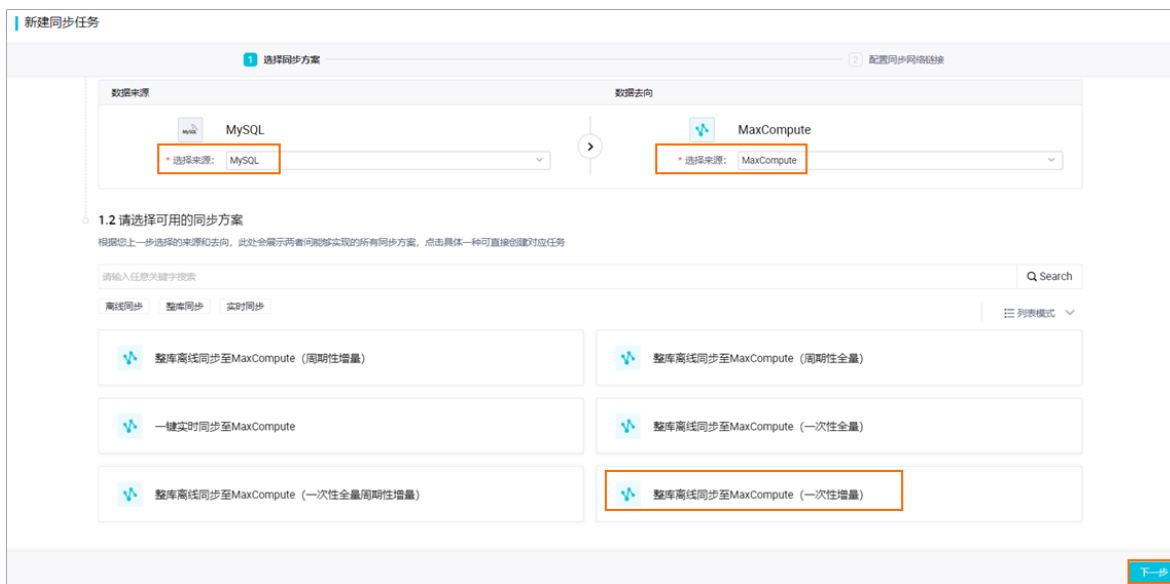 新建同步任务
1 选择同步方案
2 配置同步网络链接
数据来源 数据去向
MySQL MySQL
MaxCompute
* 选择来源: MySQL
* 选择来源: MaxCompute
1.2 请选择可用的同步方案
根据您上一步选择的来源和去向，此处会展示两者间能够实现的所有同步方案，点击具体一种可直接创建对应任务
请输入任意关键字搜索 Search
离线同步 整库同步 实时同步
列表模式
整库离线同步至MaxCompute（周期性增量） 整库离线同步至MaxCompute（周期性全量）
一键实时同步至MaxCompute 整库离线同步至MaxCompute（一次性全量）
整库离线同步至MaxCompute（一次性全量周期性增量） 整库离线同步至MaxCompute（一次性增量）
下一步